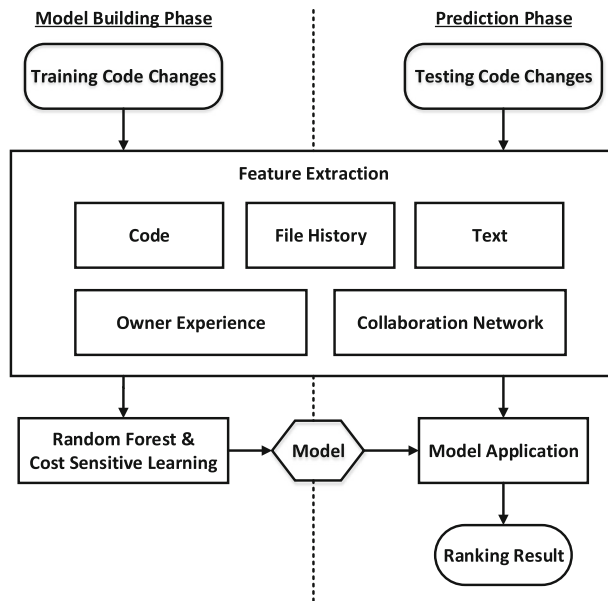 Model Building Phase
Prediction Phase
Training Code Changes
Testing Code Changes
Feature Extraction
Code
File History
Text
Owner Experience
Collaboration Network
Random Forest &
Cost Sensitive Learning
Model
Model Application
Ranking Result